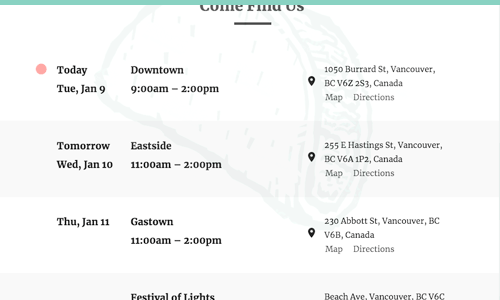 Come Find Us
Today
Tue, Jan 9
Downtown
9:00am – 2:00pm
1050 Burrard St, Vancouver,
BC V6Z 2S3, Canada
Map Directions
Tomorrow
Wed, Jan 10
Eastside
11:00am – 2:00pm
255 E Hastings St, Vancouver,
BC V6A 1P2, Canada
Map Directions
Thu, Jan 11
Gastown
11:00am – 2:00pm
230 Abbott St, Vancouver, BC
V6B, Canada
Map Directions
Festival of Lights
Beach Ave, Vancouver, BC V6C